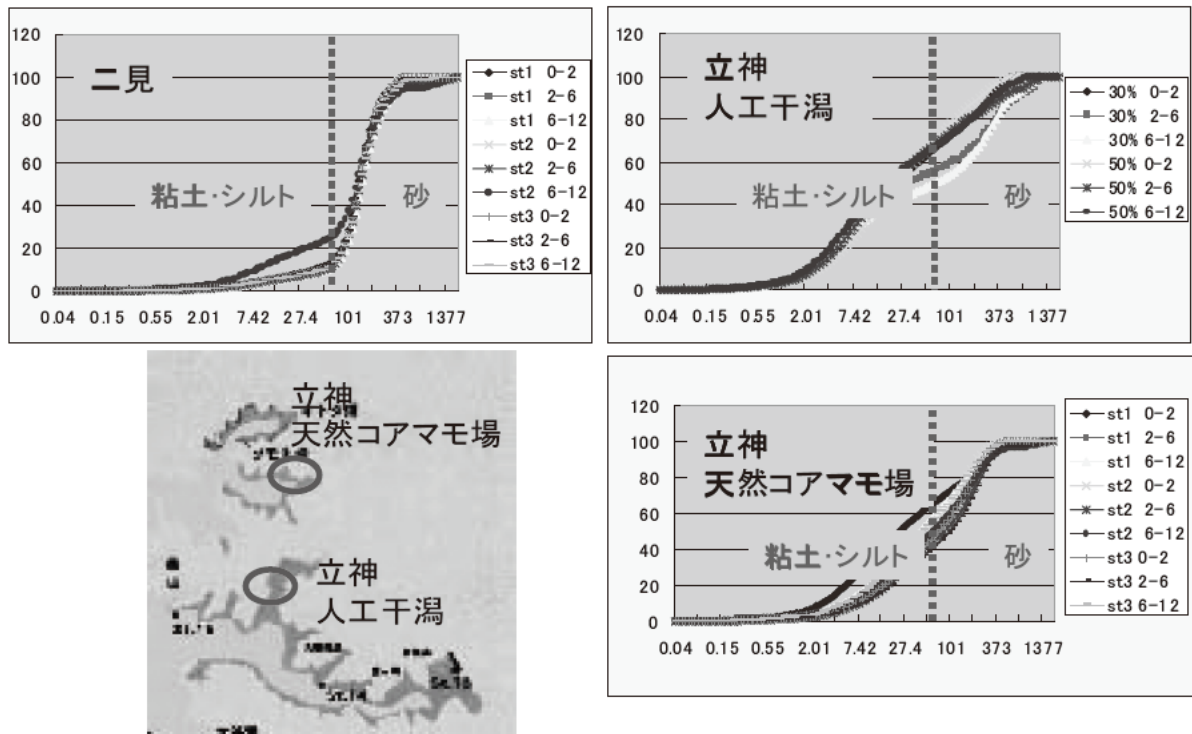 120
100
80
60
40
20
0
二見
粘土・シルト
砂
0.04 0.15 0.55 2.01 7.42 27.4 101 373 1377
st1 0-2
st1 2-6
st1 6-12
st2 0-2
st2 2-6
st2 6-12
st3 0-2
st3 2-6
st3 6-12
120
100
80
60
40
20
0
立神
人工干潟
粘土・シルト
砂
0.04 0.15 0.55 2.01 7.42 27.4 101 373 1377
30% 0-2
30% 2-6
30% 6-12
50% 0-2
50% 2-6
50% 6-12
立神
天然コアマモ場
立神
人工干潟
St.14
120
100
80
60
40
20
0
立神
天然コアマモ場
粘土・シルト
砂
0.04 0.15 0.55 2.01 7.42 27.4 101 373 1377
st1 0-2
st1 2-6
st1 6-12
st2 0-2
st2 2-6
st2 6-12
st3 0-2
st3 2-6
st3 6-12